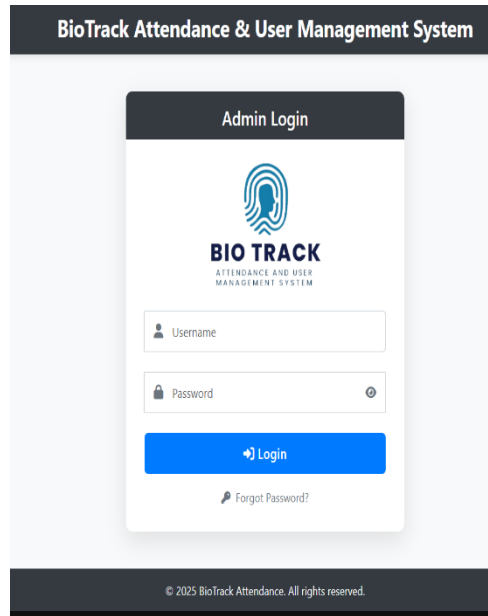 BioTrack Attendance & User Management System
Admin Login
BIO TRACK
ATTENDANCE AND USER
MANAGEMENT SYSTEM
Username
Password
Login
Forgot Password?
© 2025 BioTrack Attendance. All rights reserved.